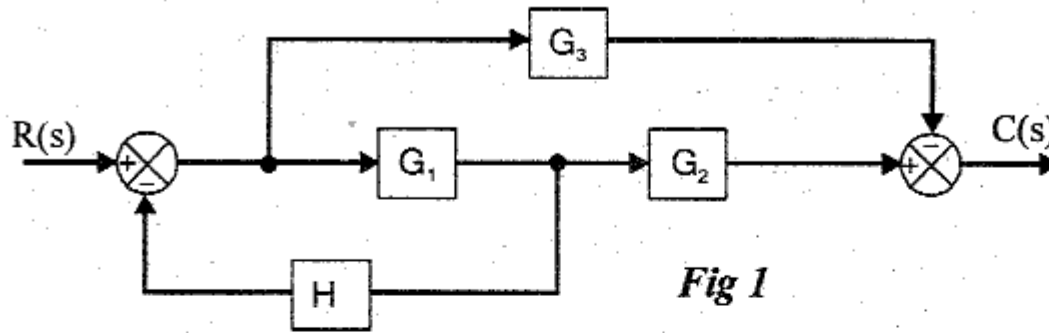 G₃
R(s)
C(s)
+
−
G₁
G₂
+
−
H
Fig 1